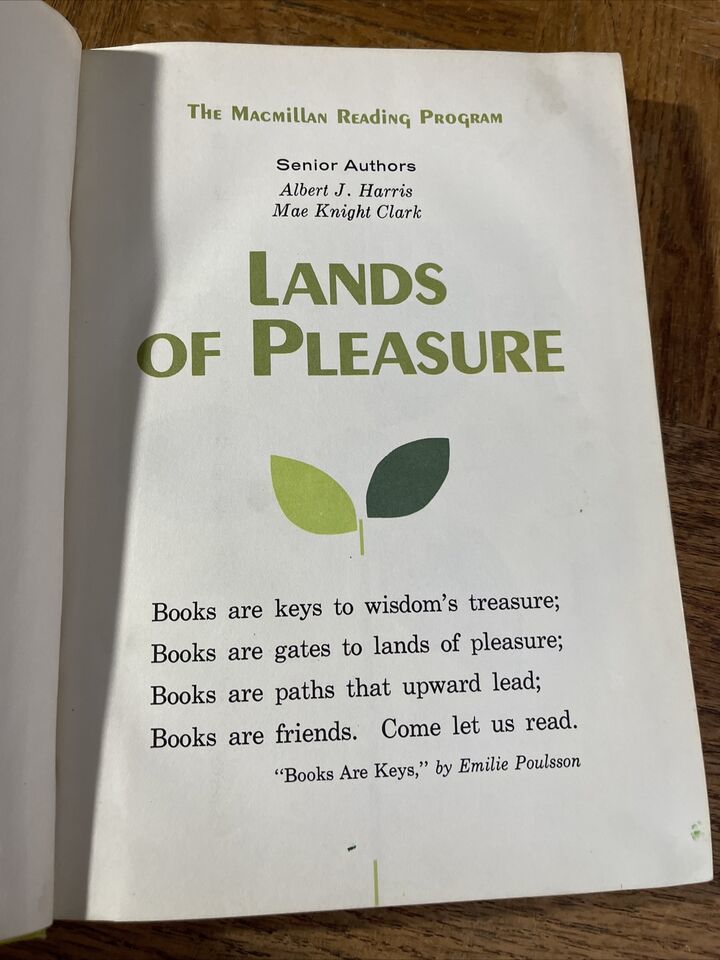 The Macmillan Reading Program
Senior Authors
Albert J. Harris
Mae Knight Clark
LANDS
OF PLEASURE
Books are keys to wisdom's treasure;
Books are gates to lands of pleasure;
Books are paths that upward lead;
Books are friends. Come let us read.
"Books Are Keys," by Emilie Poulsson